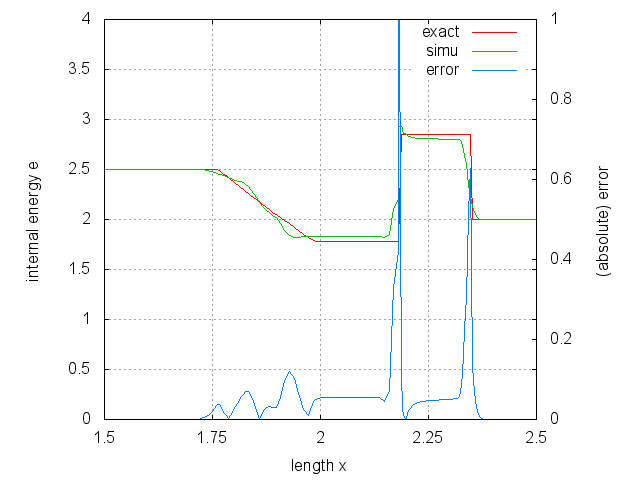 4
3.5
3
2.5
2
1.5
1
0.5
0
1
0.8
0.6
0.4
0.2
0
1.5 1.75 2 2.25 2.5
internal energy e
(absolute) error
length x
exact
simu
error